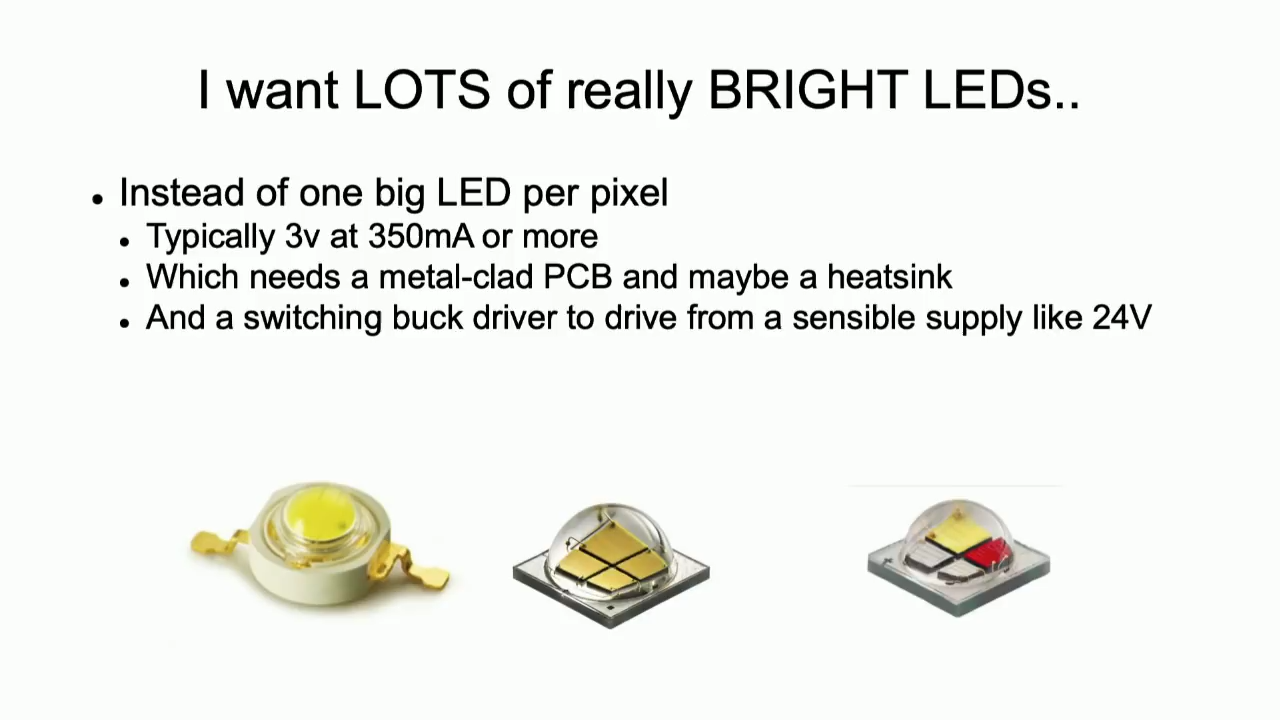 I want LOTS of really BRIGHT LEDs..
• Instead of one big LED per pixel
• Typically 3v at 350mA or more
• Which needs a metal-clad PCB and maybe a heatsink
• And a switching buck driver to drive from a sensible supply like 24V